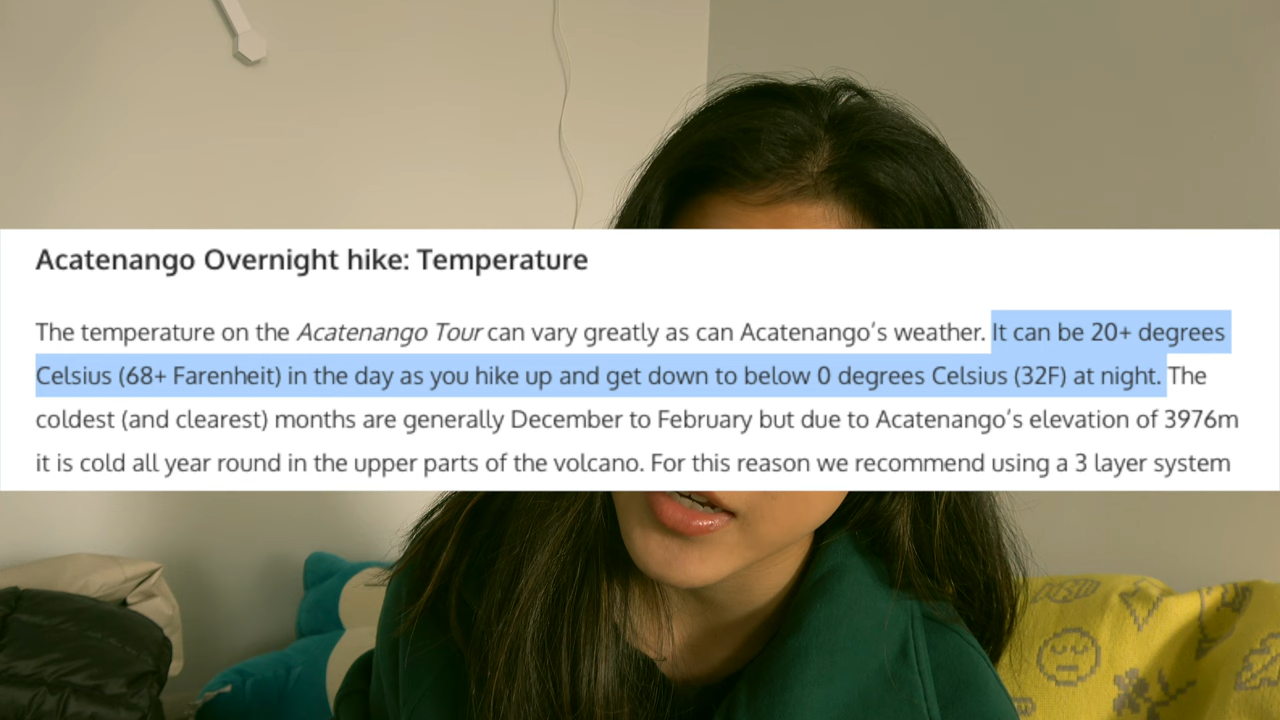 Acatenango Overnight hike: Temperature
The temperature on the Acatenango Tour can vary greatly as can Acatenango's weather. It can be 20+ degrees
Celsius (68+ Farenheit) in the day as you hike up and get down to below 0 degrees Celsius (32F) at night. The
coldest (and clearest) months are generally December to February but due to Acatenango's elevation of 3976m
it is cold all year round in the upper parts of the volcano. For this reason we recommend using a 3 layer system